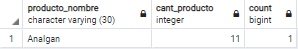 producto_nombre cant_producto count
character varying (30) integer bigint
1 Analgan 11 1